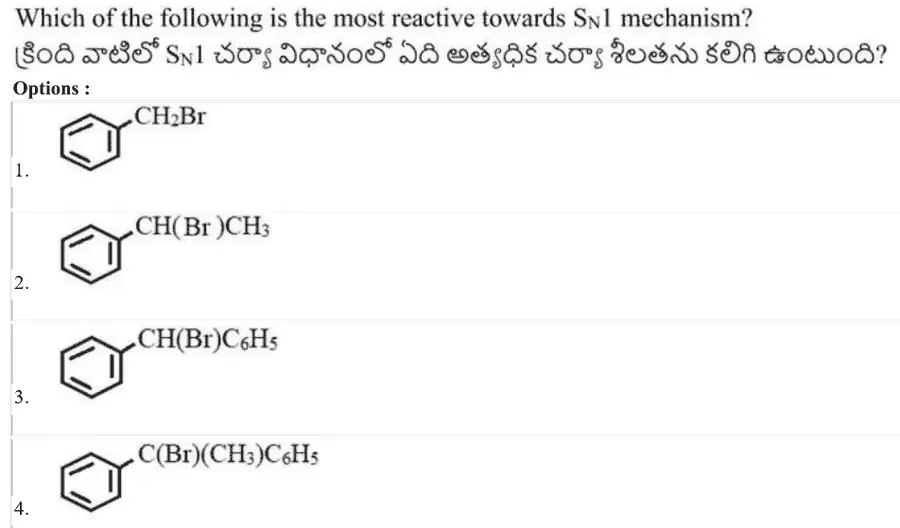 Which of the following is the most reactive towards SN1 mechanism?
క్రింది వాటిలో SN1 చర్యా విధానంలో ఏది అత్యధిక చర్యా శీలతను కలిగి ఉంటుంది?
Options :
CH2Br
1.
CH(Br )CH3
2.
CH(Br)C6H5
3.
C(Br)(CH3)C6H5
4.